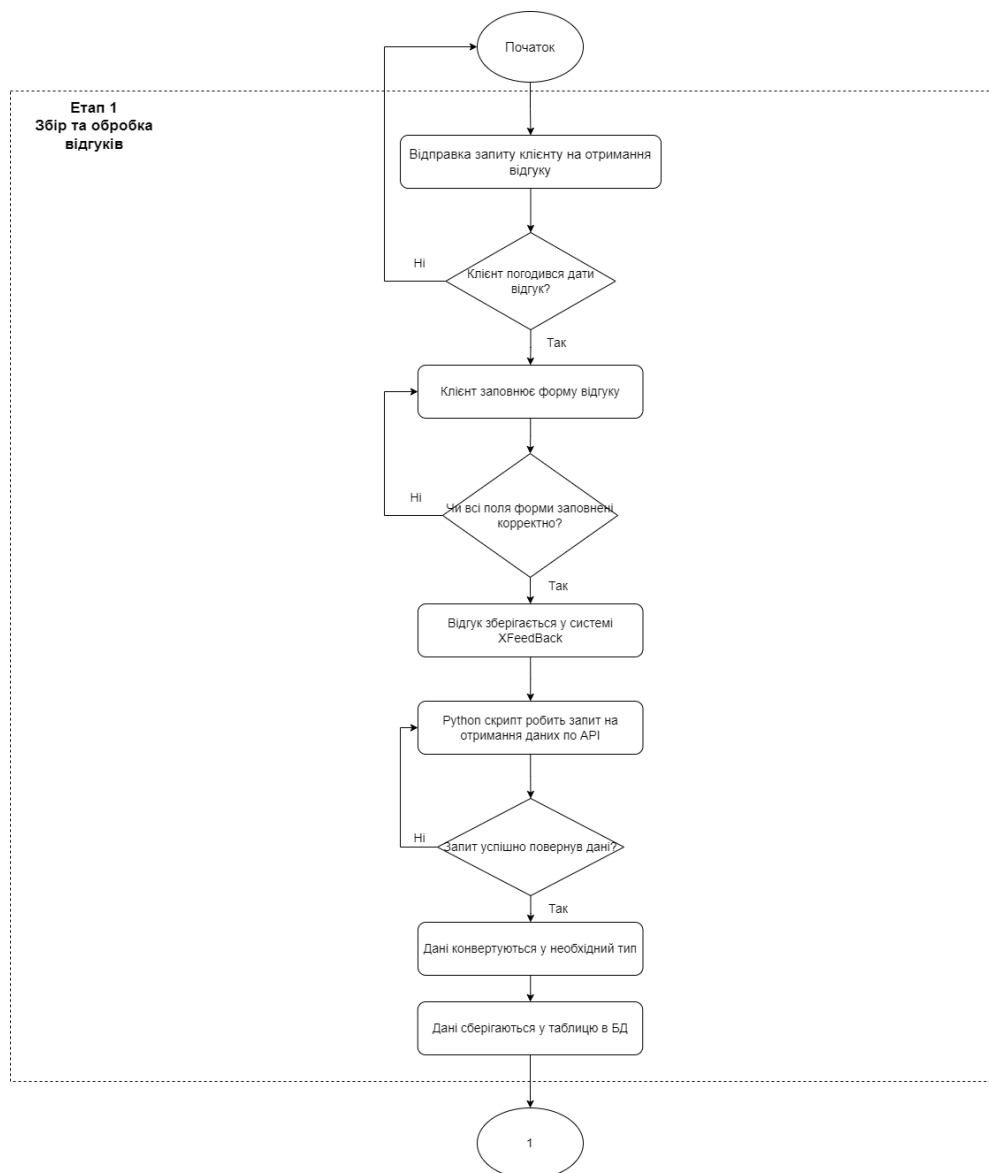 Початок
Етап 1
Збір та обробка
відгуків
Відправка запиту клієнту на отримання
відгуку
Ні
Клієнт погодився дати
відгук?
Так
Клієнт заповнює форму відгуку
Ні
Чи всі поля форми заповнені
корректно?
Так
Відгук зберігається у системі
XFeedBack
Python скрипт робить запит на
отримання даних по API
Ні
Запит успішно повернув дані?
Так
Дані конвертуються у необхідний тип
Дані сберігаються у таблицю в БД
1